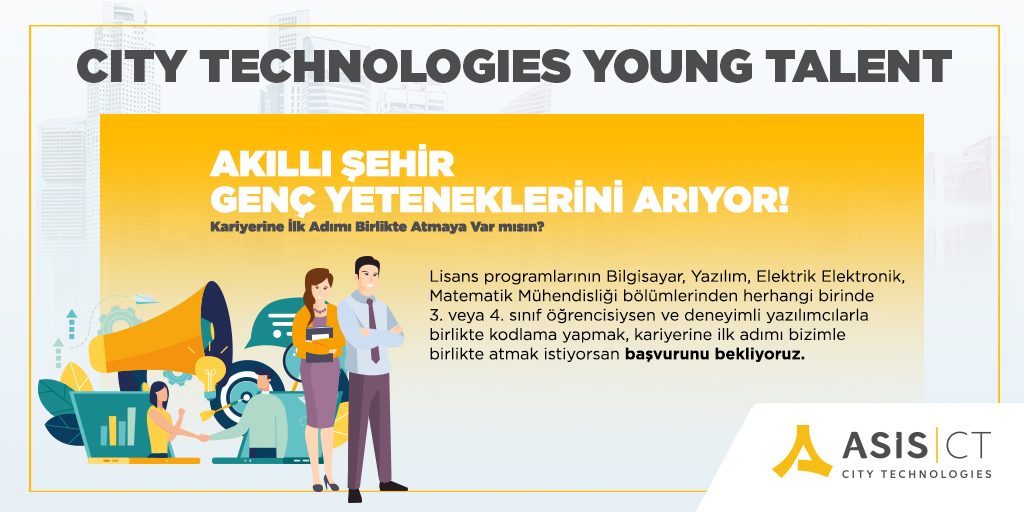 CITY TECHNOLOGIES YOUNG TALENT
AKILLI ŞEHİR
GENÇ YETENEKLERİNİ ARIYOR!
Kariyerine İlk Adımı Birlikte Atmaya Var mısın?
Lisans programlarının Bilgisayar, Yazılım, Elektrik Elektronik,
Matematik Mühendisliği bölümlerinden herhangi birinde
3. veya 4. sınıf öğrencisiysen ve deneyimli yazılımcılarla
birlikte kodlama yapmak, kariyerine ilk adımı bizimle
birlikte atmak istiyorsan başvurunu bekliyoruz.
ASİS|CT
CITY TECHNOLOGIES